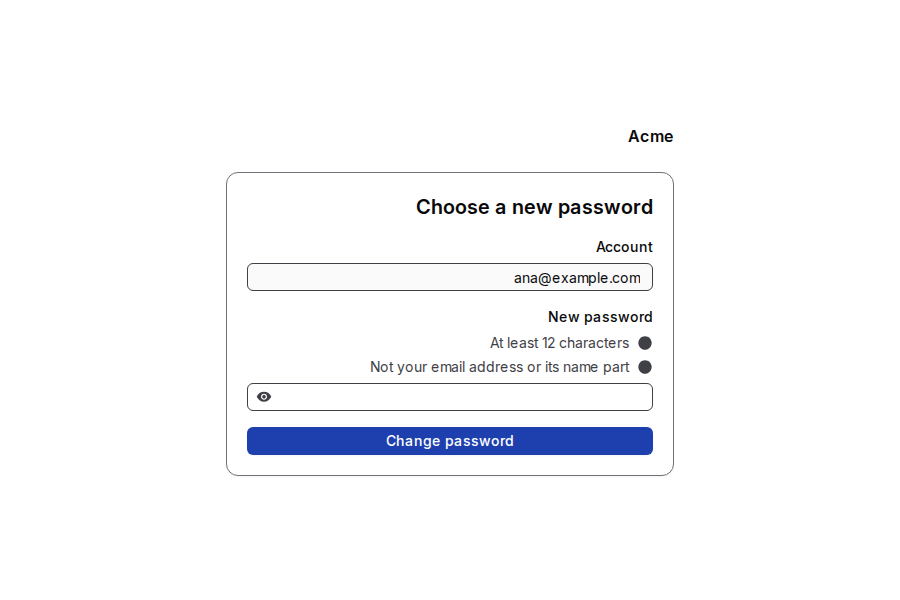 Acme
Choose a new password
Account
ana@example.com
New password
At least 12 characters
Not your email address or its name part
Change password